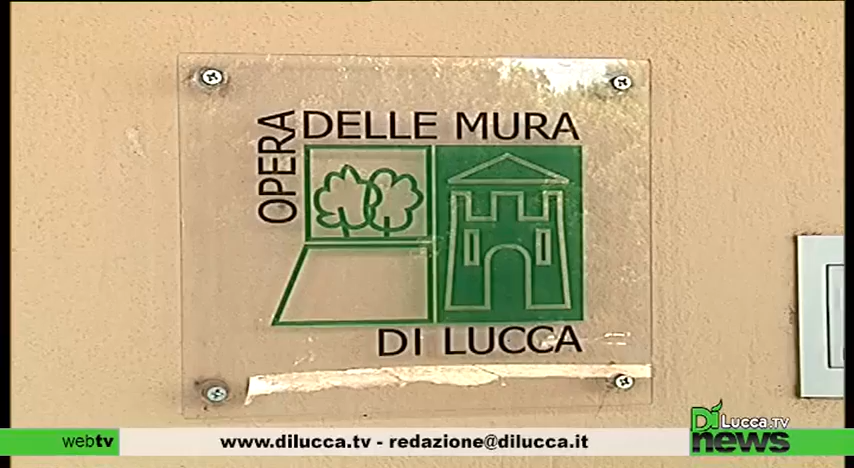 OPERA
DELLE MURA
DI LUCCA
webtv
www.dilucca.tv - redazione@dilucca.it
DiLucca.TV
news